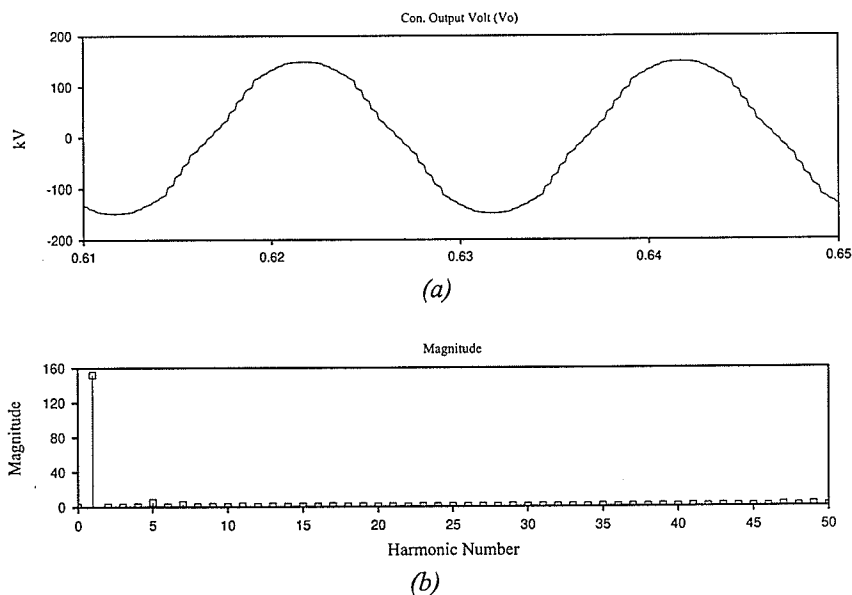 Con. Output Volt (Vo)
200
100
0
-100
-200
kV
0.61 0.62 0.63 0.64 0.65
(a)
Magnitude
160
120
80
40
0
Magnitude
0 5 10 15 20 25 30 35 40 45 50
Harmonic Number
(b)